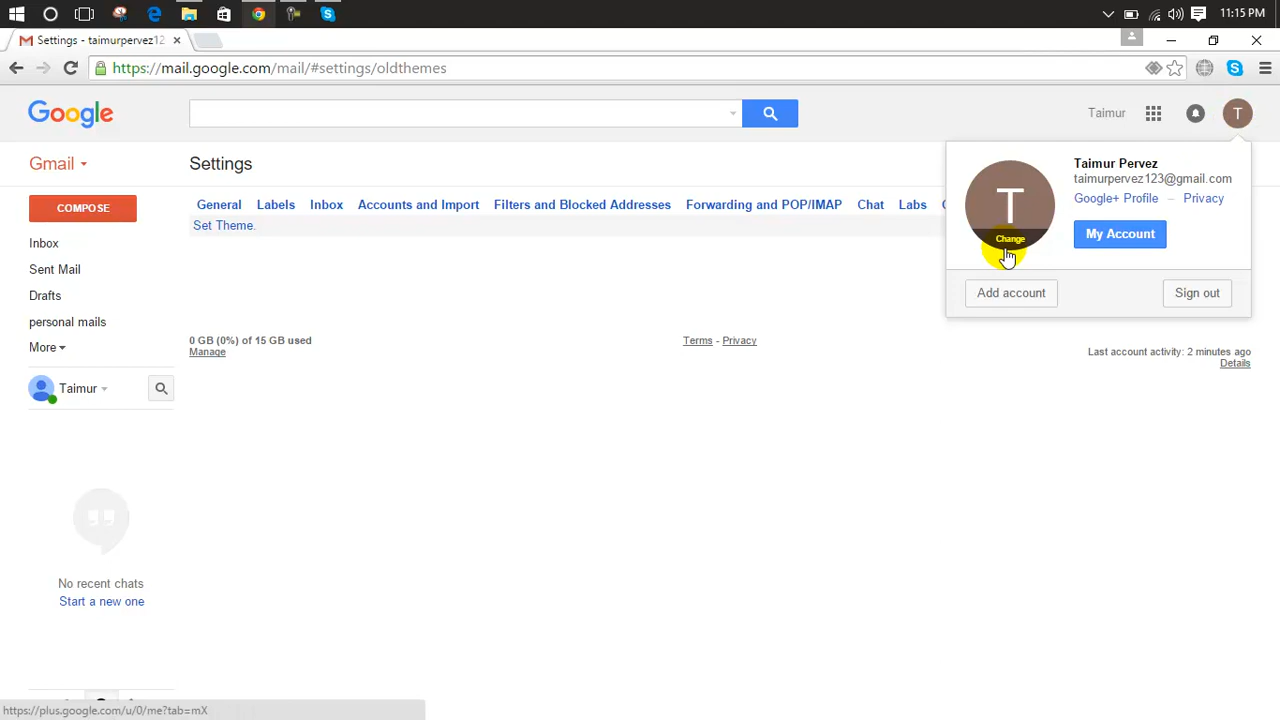 11:15 PM
Settings - taimurpervez12
https://mail.google.com/mail/#settings/oldthemes
Google
Taimur
T
Gmail
Settings
Taimur Pervez
taimurpervez123@gmail.com
Google+ Profile – Privacy
T
Change
My Account
COMPOSE
General Labels Inbox Accounts and Import Filters and Blocked Addresses Forwarding and POP/IMAP Chat Labs
Set Theme.
Inbox
Sent Mail
Drafts
personal mails
More
Add account
Sign out
0 GB (0%) of 15 GB used
Manage
Terms - Privacy
Last account activity: 2 minutes ago
Details
Taimur
No recent chats
Start a new one
https://plus.google.com/u/0/me?tab=mX